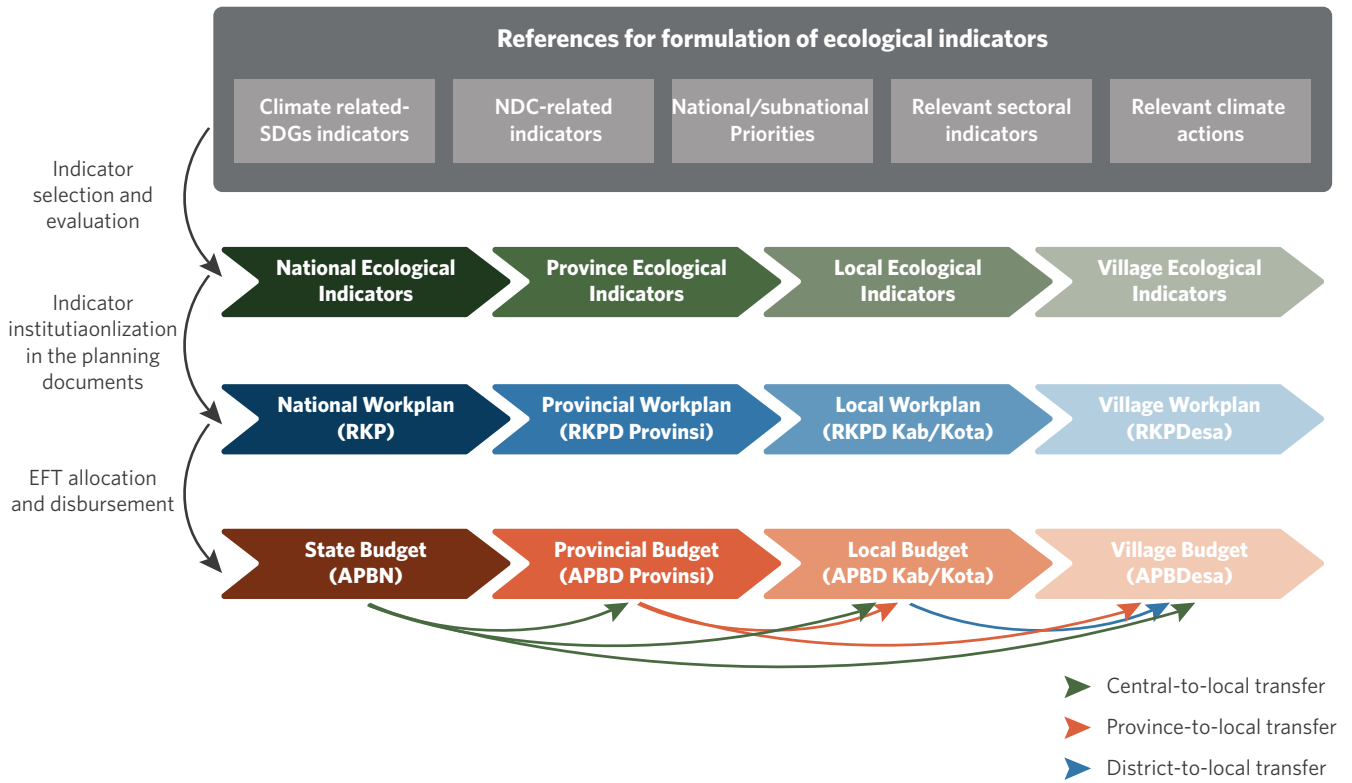 References for formulation of ecological indicators
Climate related-
SDGs indicators
NDC-related
indicators
National/subnational
Priorities
Relevant sectoral
indicators
Relevant climate
actions
Indicator
selection and
evaluation
National Ecological
Indicators
Province Ecological
Indicators
Local Ecological
Indicators
Village Ecological
Indicators
Indicator
institutiaonlization
in the planning
documents
National Workplan
(RKP)
Provincial Workplan
(RKPD Provinsi)
Local Workplan
(RKPD Kab/Kota)
Village Workplan
(RKPDesa)
EFT allocation
and disbursement
State Budget
(APBN)
Provincial Budget
(APBD Provinsi)
Local Budget
(APBD Kab/Kota)
Village Budget
(APBDesa)
Central-to-local transfer
Province-to-local transfer
District-to-local transfer